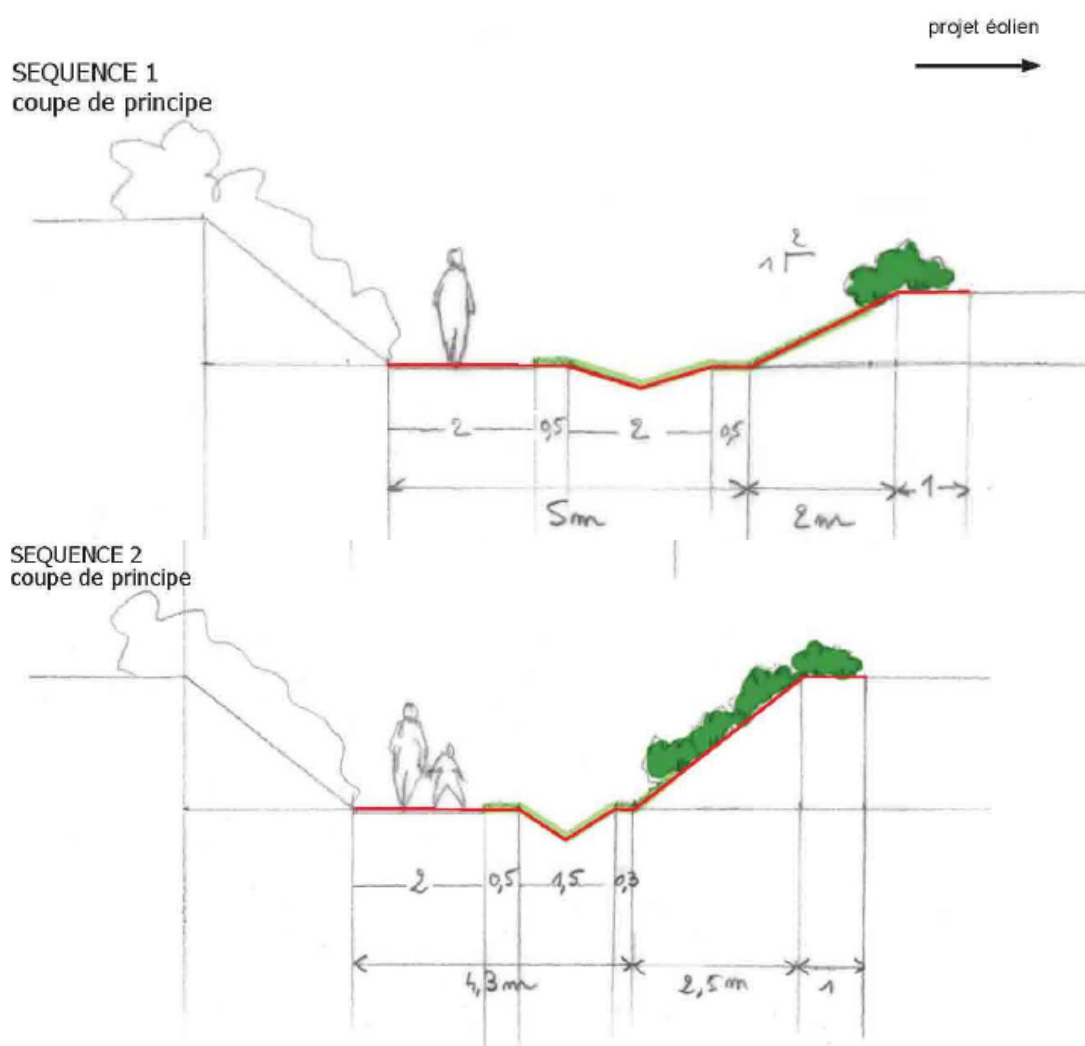 projet éolien
SEQUENCE 1
coupe de principe
2
1
2 0,5 2 0,5
5m 2m 1
SEQUENCE 2
coupe de principe
2 0,5 1,5 0,3
4,3m 2,5m 1